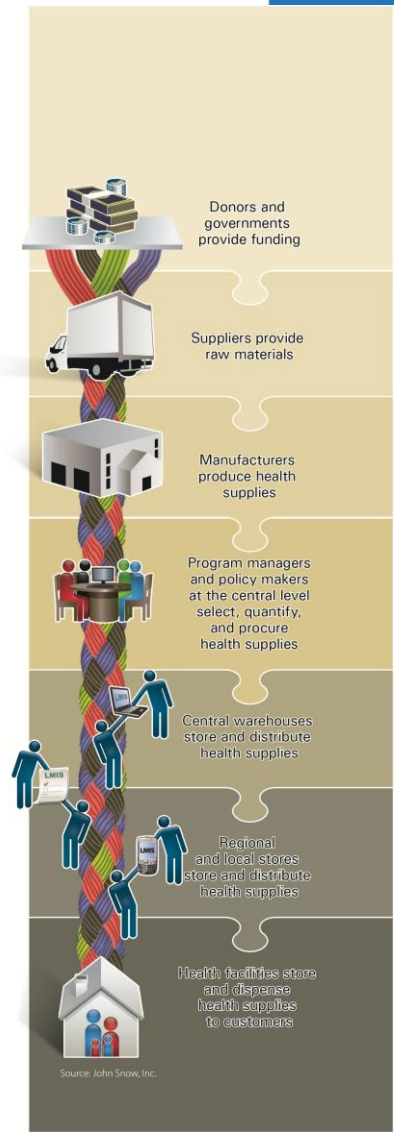 Donors and
governments
provide funding
Suppliers provide
raw materials
Manufacturers
produce health
supplies
Program managers
and policy makers
at the central level
select, quantify,
and procure
health supplies
LMIS
Central warehouses
store and distribute
health supplies
LMIS
LMIS
Regional
and local stores
store and distribute
health supplies
Health facilities store
and dispense
health supplies
to customers
Source: John Snow, Inc.